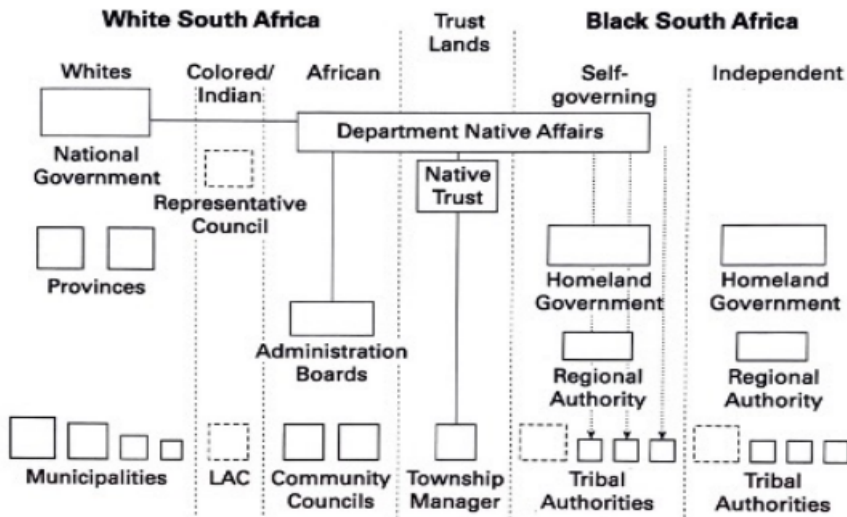 White South Africa
Trust
Lands
Black South Africa
Whites
Colored/
Indian
African
Self-
governing
Independent
Department Native Affairs
National
Government
Representative
Council
Native
Trust
Provinces
Homeland
Government
Homeland
Government
Administration
Boards
Regional
Authority
Regional
Authority
Municipalities
LAC
Community
Councils
Township
Manager
Tribal
Authorities
Tribal
Authorities